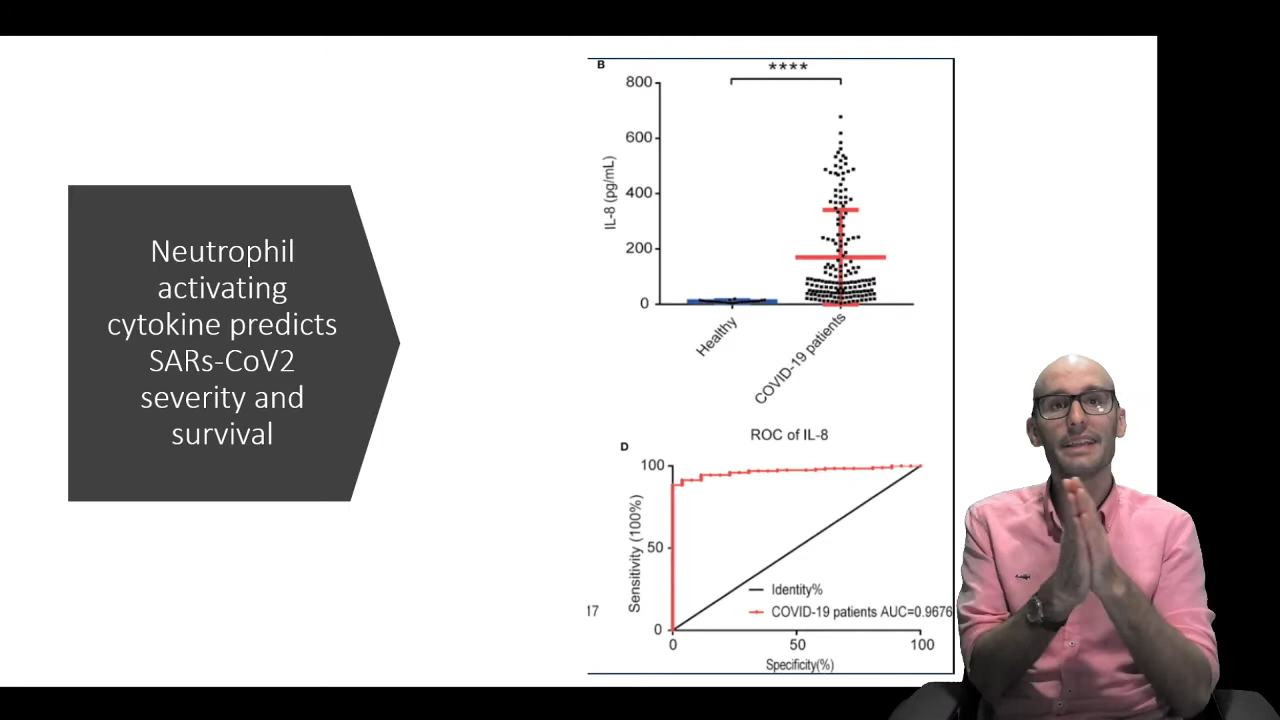 Neutrophil
activating
cytokine predicts
SARs-CoV2
severity and
survival
B
****
800
600
400
200
0
IL-8 (pg/mL)
Healthy
COVID-19 patients
ROC of IL-8
D
100
50
0
Sensitivity (100%)
Identity%
17
COVID-19 patients AUC=0.9676
0 50 100
Specificity(%)